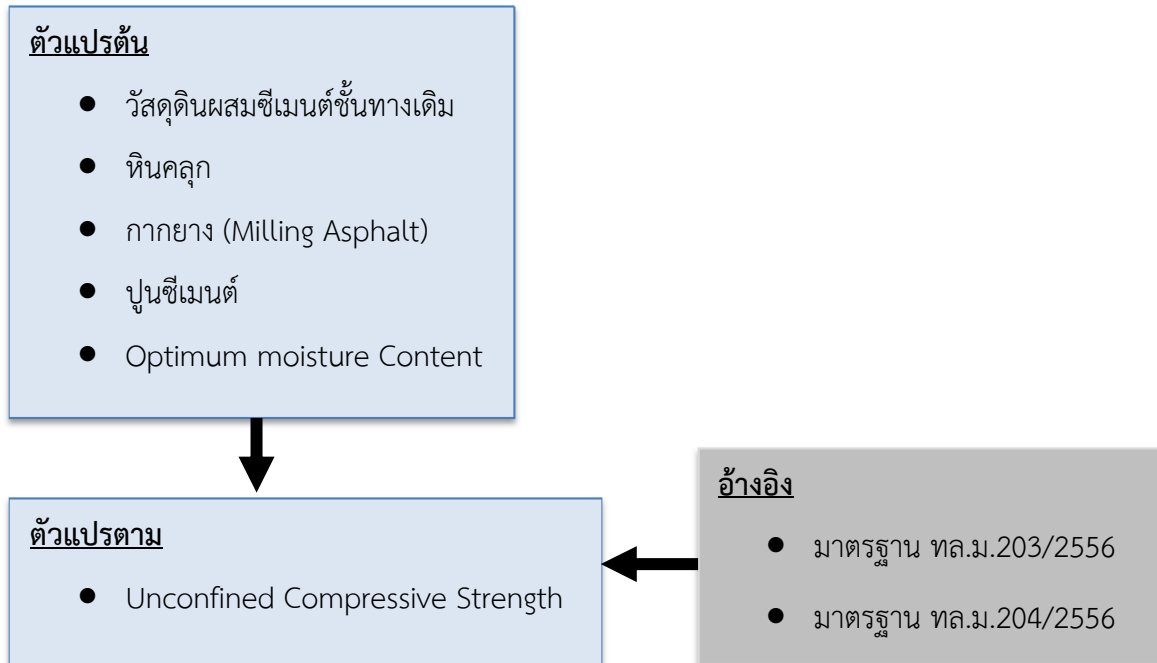 ตัวแปรต้น
● วัสดุดินผสมซีเมนต์ชั้นทางเดิม
● หินคลุก
● กากยาง (Milling Asphalt)
● ปูนซีเมนต์
● Optimum moisture Content
ตัวแปรตาม
● Unconfined Compressive Strength
อ้างอิง
● มาตรฐาน ทล.ม.203/2556
● มาตรฐาน ทล.ม.204/2556